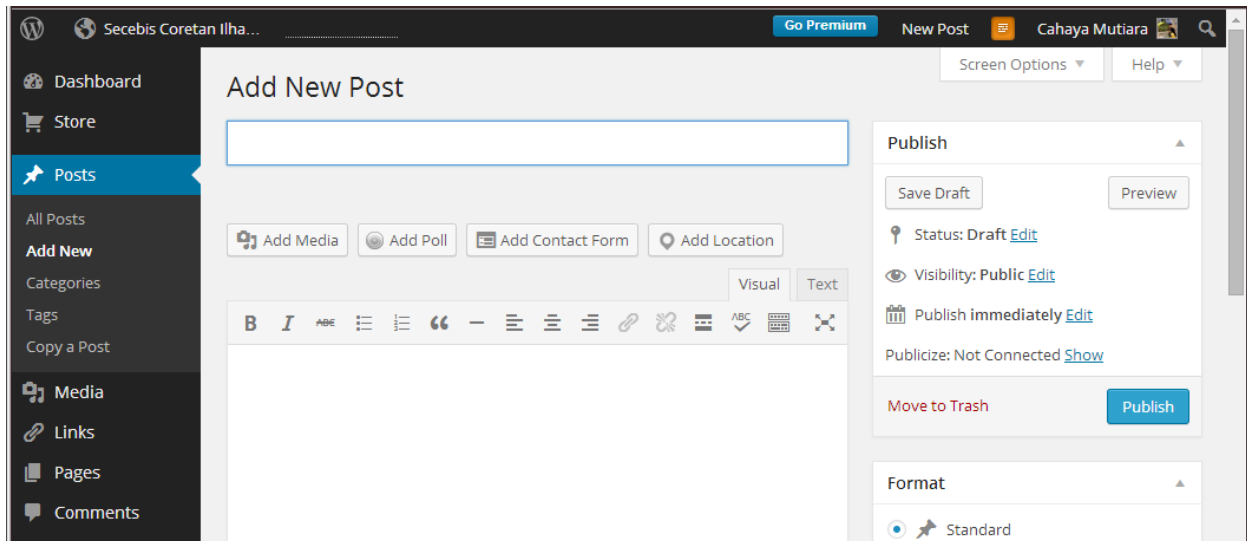 Secebis Coretan Ilha...
Go Premium
New Post
Cahaya Mutiara
Dashboard
Store
Posts
All Posts
Add New
Categories
Tags
Copy a Post
Media
Links
Pages
Comments
Screen Options
Help
Add New Post
Add Media
Add Poll
Add Contact Form
Add Location
Visual
Text
B I ABC ABC
Publish
Save Draft
Preview
Status: Draft Edit
Visibility: Public Edit
Publish immediately Edit
Publicize: Not Connected Show
Move to Trash
Publish
Format
Standard